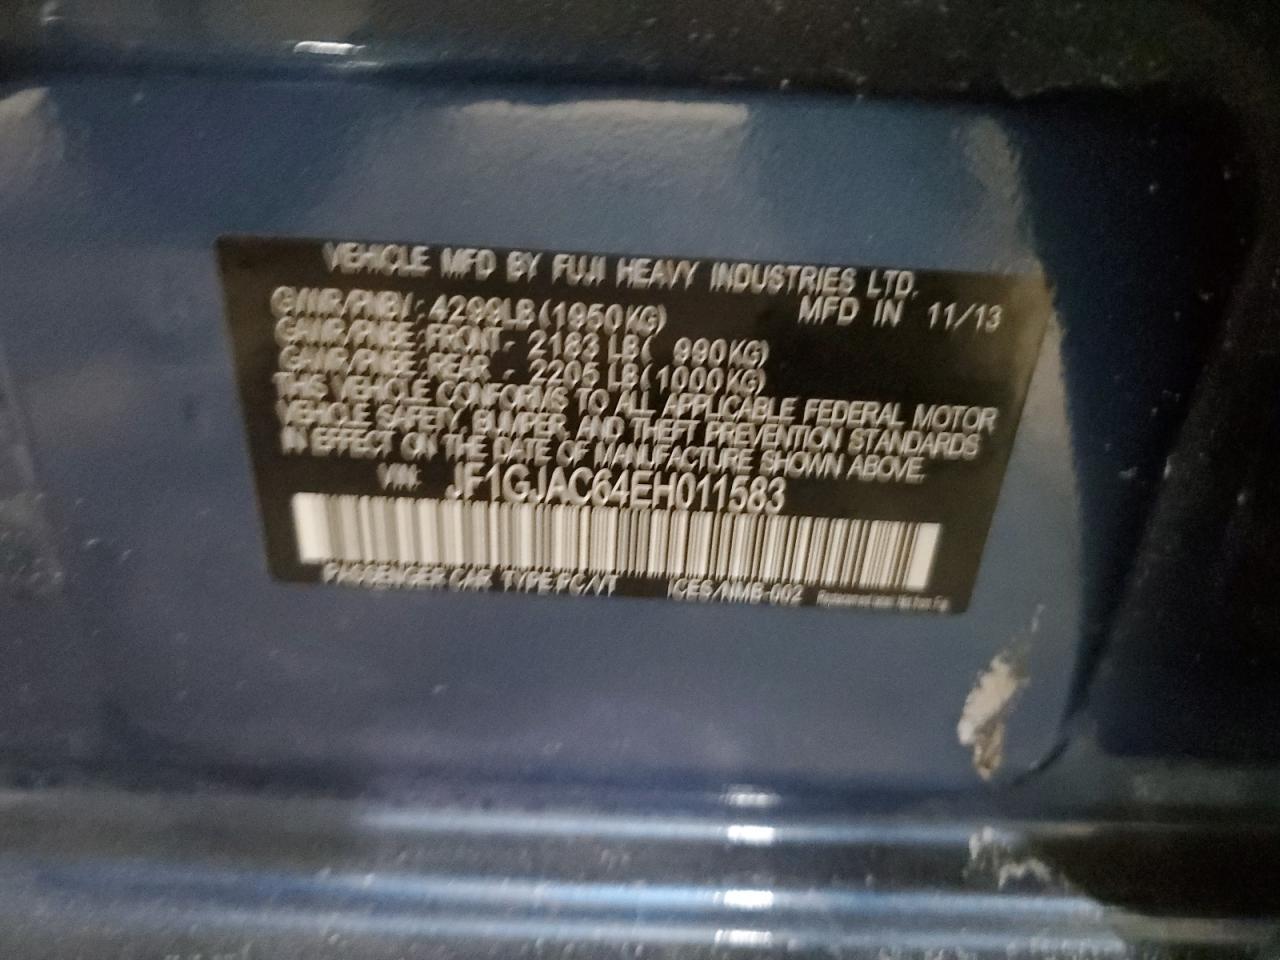 VEHICLE MFD BY FUJI HEAVY INDUSTRIES LTD.
MFD IN 11/13
GVWR/PNBV : 4299LB (1950KG)
GAWR/PNBE : FRONT - 2183 LB ( 990KG)
GAWR/PNBE : REAR - 2205 LB (1000KG)
THIS VEHICLE CONFORMS TO ALL APPLICABLE FEDERAL MOTOR
VEHICLE SAFETY, BUMPER, AND THEFT PREVENTION STANDARDS
IN EFFECT ON THE DATE OF MANUFACTURE SHOWN ABOVE.
VIN: JF1GJAC64EH011583
PASSENGER CAR TYPE FC/VT ICES/NMB-002